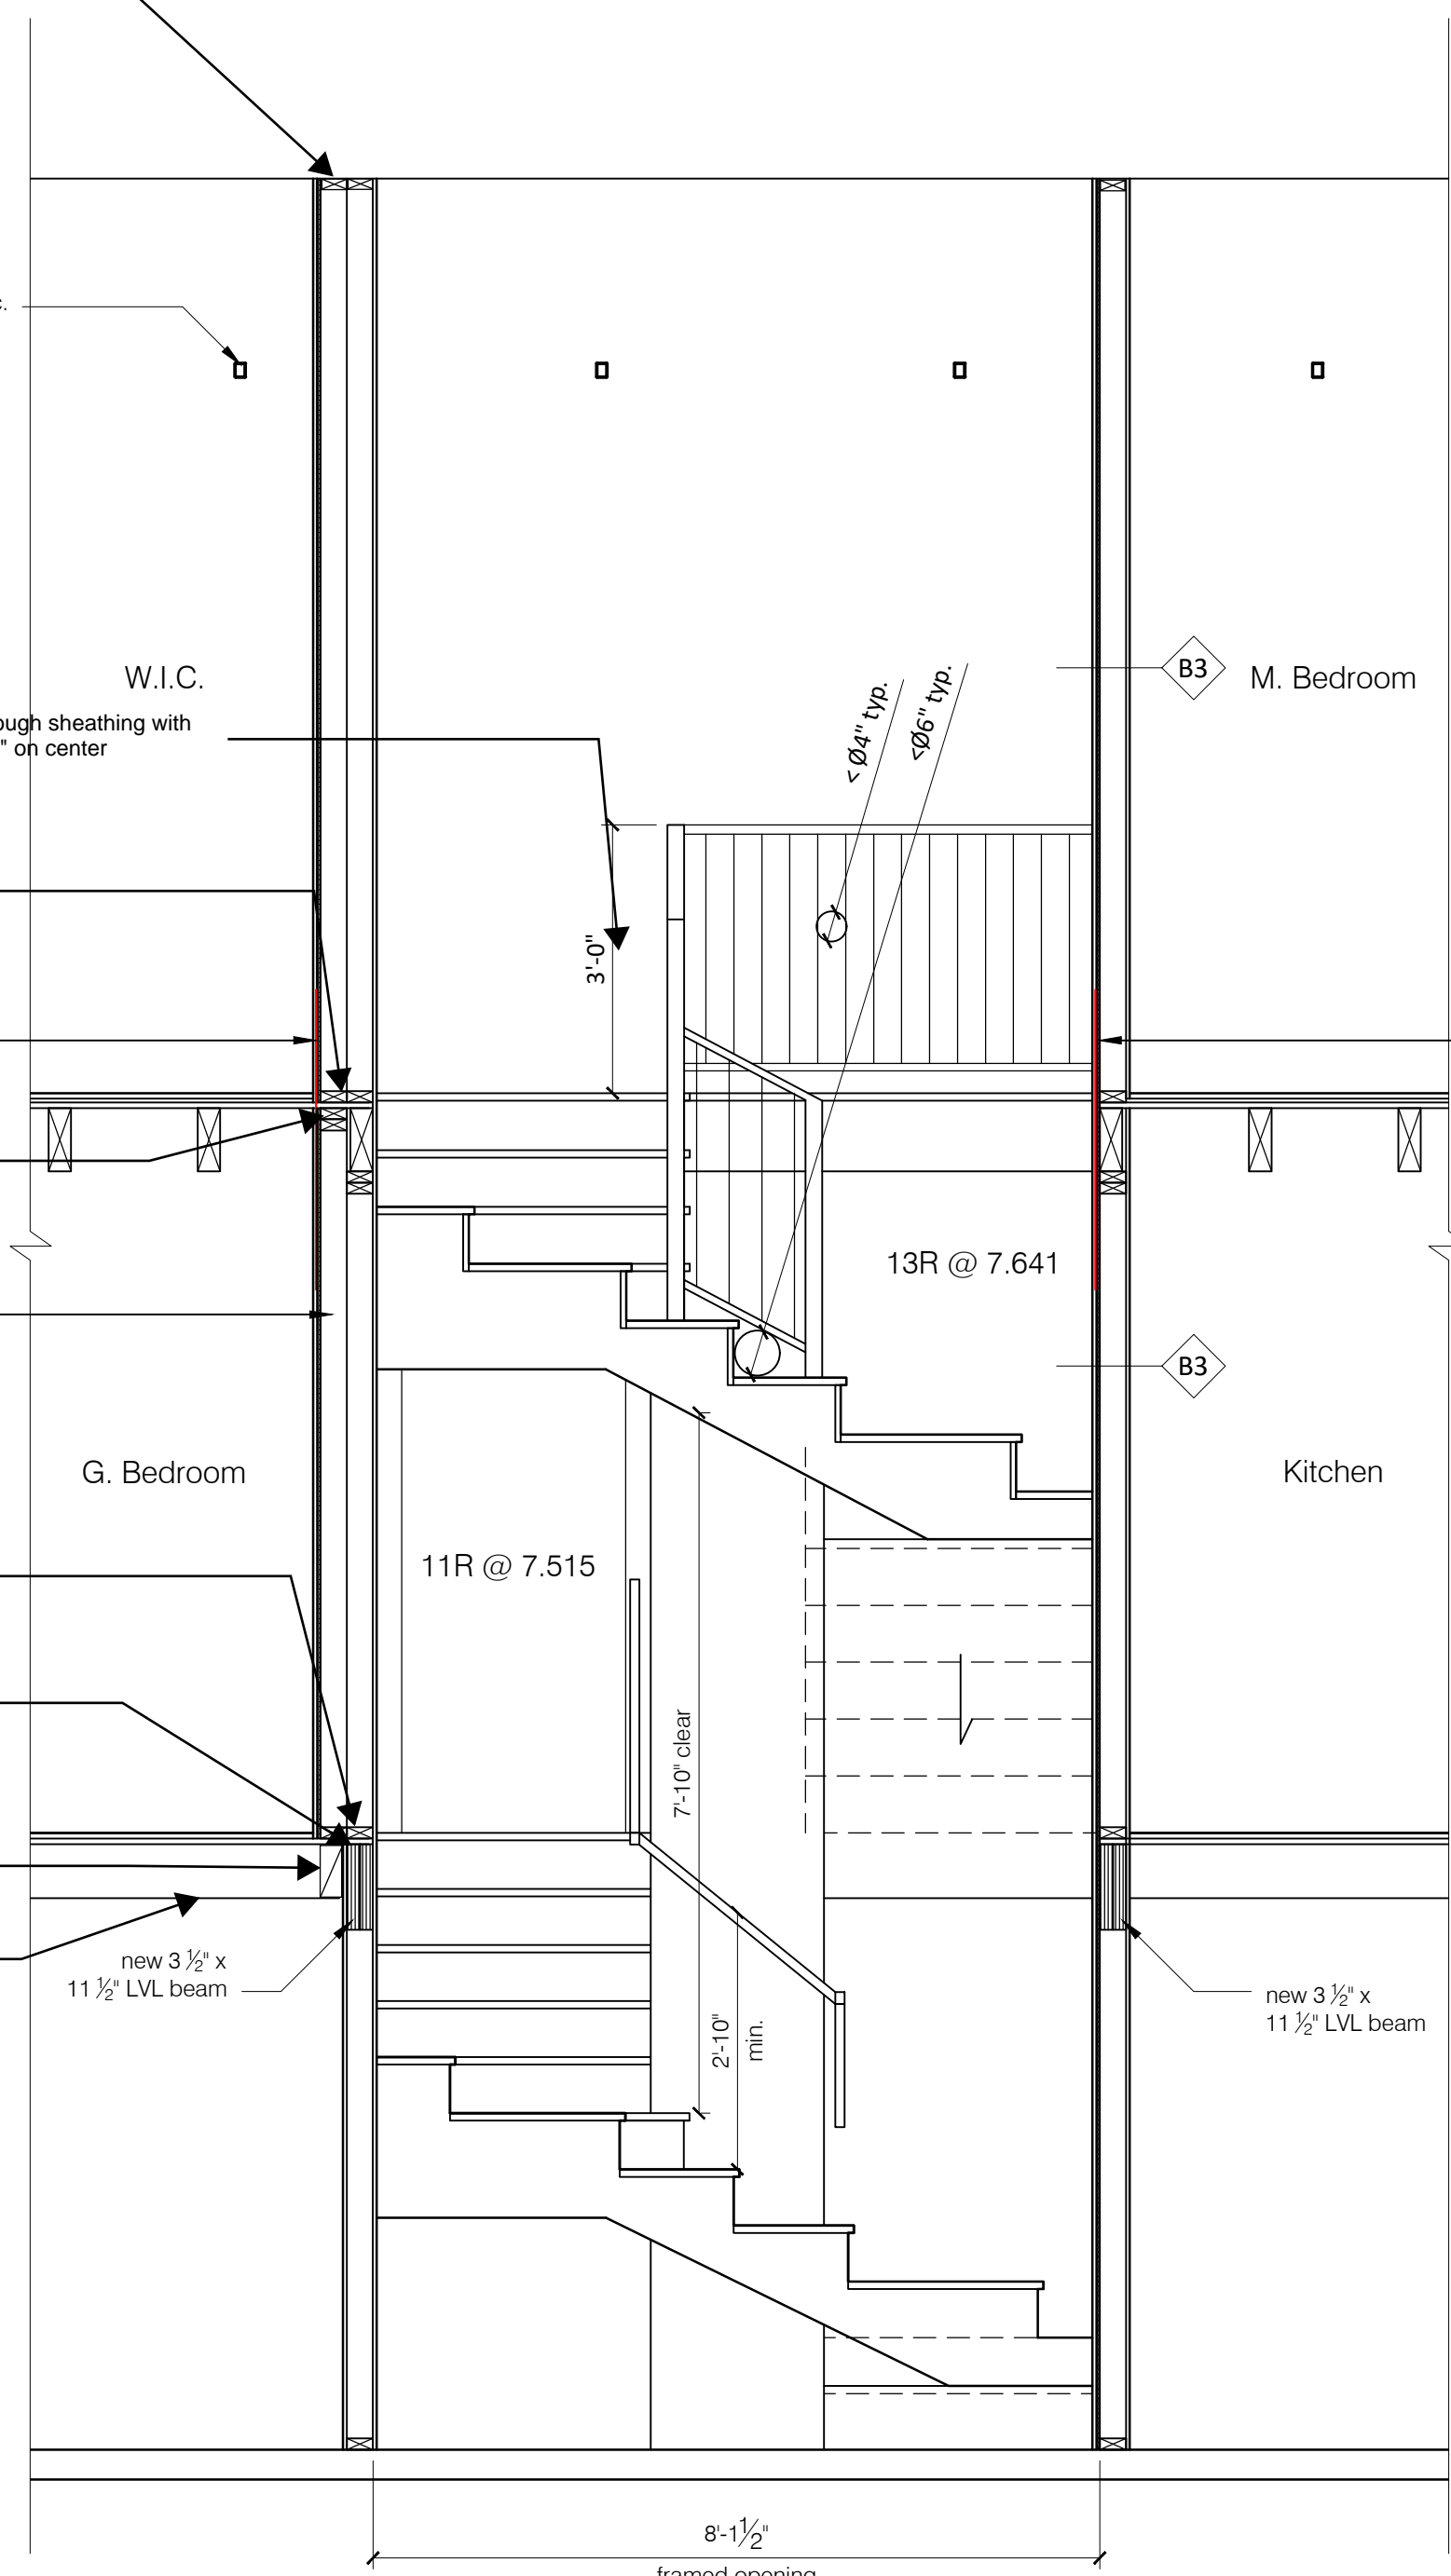 c.
W.I.C.
B3
M. Bedroom
ough sheathing with
" on center
<Ø4" typ.
<Ø6" typ.
3'-0"
13R @ 7.641
B3
G. Bedroom
Kitchen
11R @ 7.515
7'-10" clear
new 3 ½" x
11 ½" LVL beam
2'-10"
min.
new 3 ½" x
11 ½" LVL beam
8'-1½"
framed opening